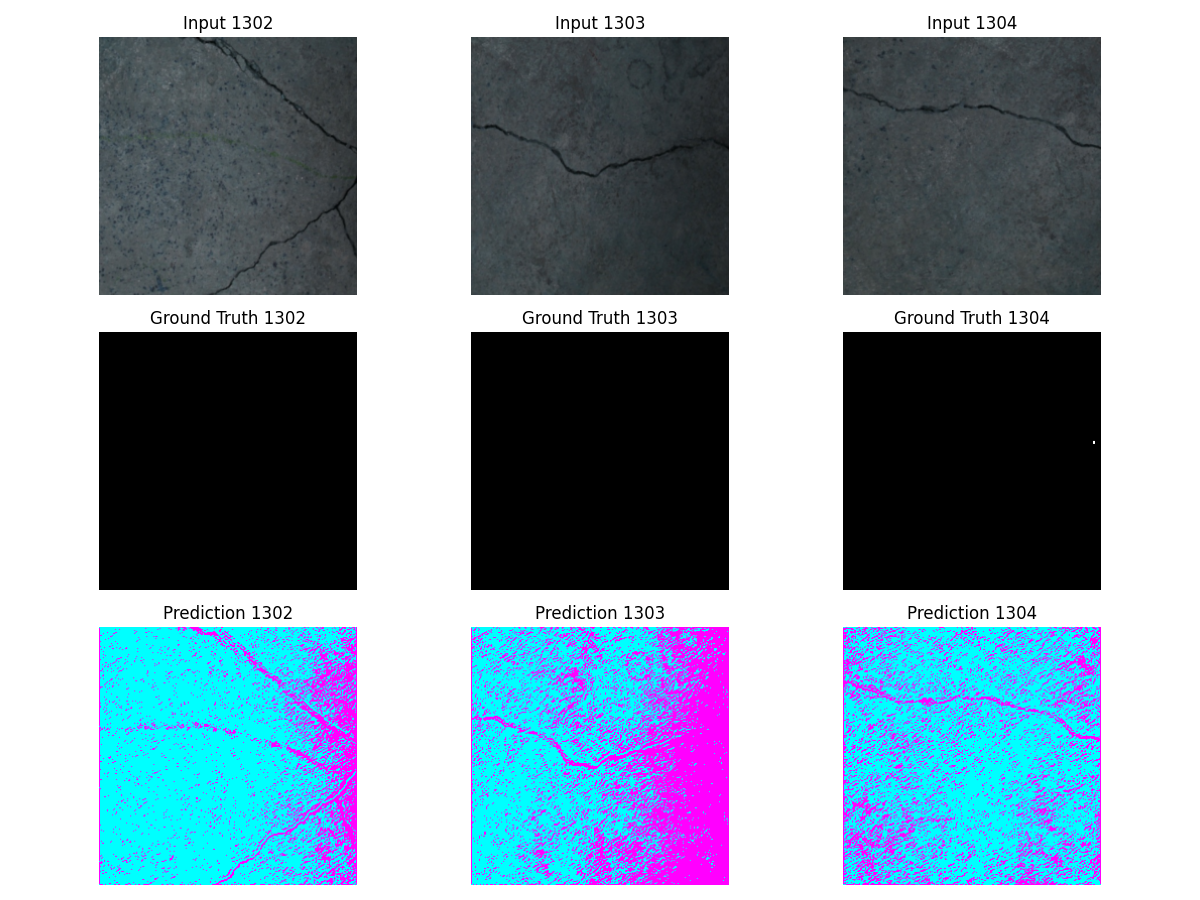 Input 1302
Input 1303
Input 1304
Ground Truth 1302
Ground Truth 1303
Ground Truth 1304
Prediction 1302
Prediction 1303
Prediction 1304